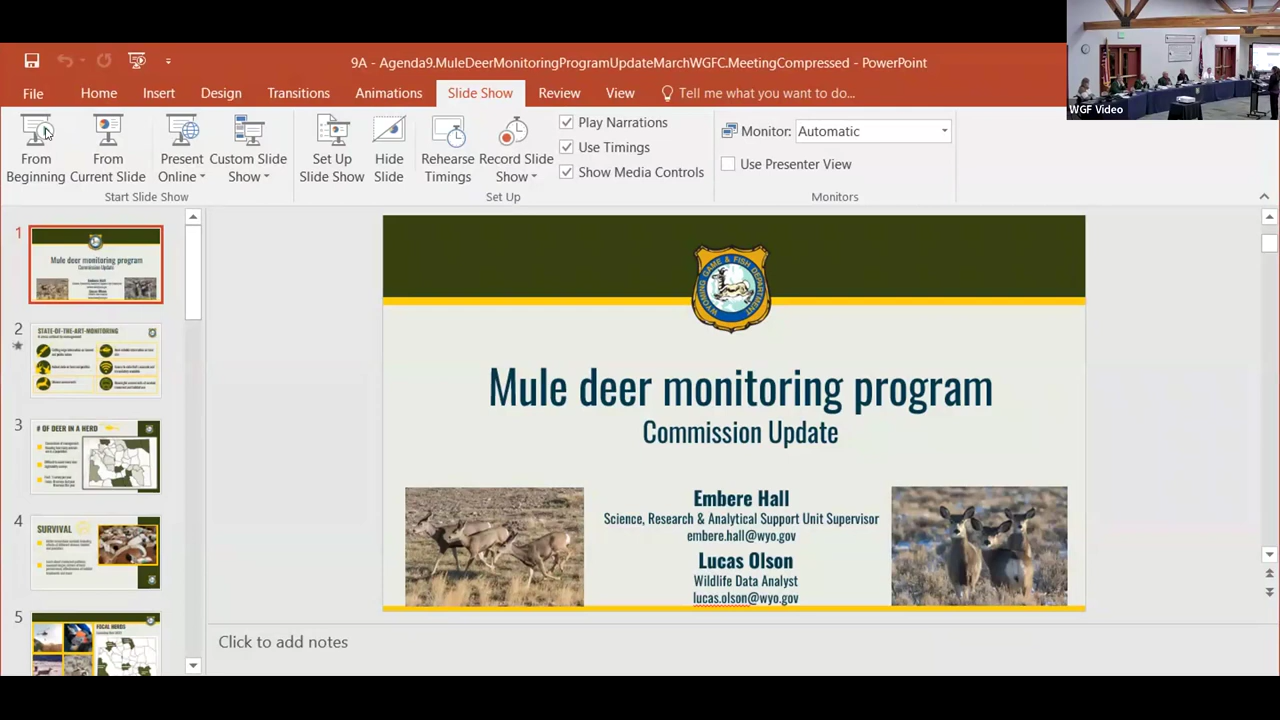 9A - Agenda9.MuleDeerMonitoringProgramUpdateMarchWGFC.MeetingCompressed - PowerPoint
WGF Video
File Home Insert Design Transitions Animations Slide Show Review View Tell me what you want to do...
From Beginning
From Current Slide
Present Online
Custom Slide Show
Set Up Slide Show
Hide Slide
Rehearse Timings
Record Slide Show
Play Narrations
Use Timings
Show Media Controls
Monitor: Automatic
Use Presenter View
Start Slide Show
Set Up
Monitors
1
Mule deer monitoring program
Commission Update
Embere Hall
2
STATE-OF-THE-ART-MONITORING
3
# OF DEER IN A HERD
4
SURVIVAL
5
FOCAL HERDS
WYOMING GAME & FISH DEPARTMENT
Mule deer monitoring program
Commission Update
Embere Hall
Science, Research & Analytical Support Unit Supervisor
embere.hall@wyo.gov
Lucas Olson
Wildlife Data Analyst
lucas.olson@wyo.gov
Click to add notes